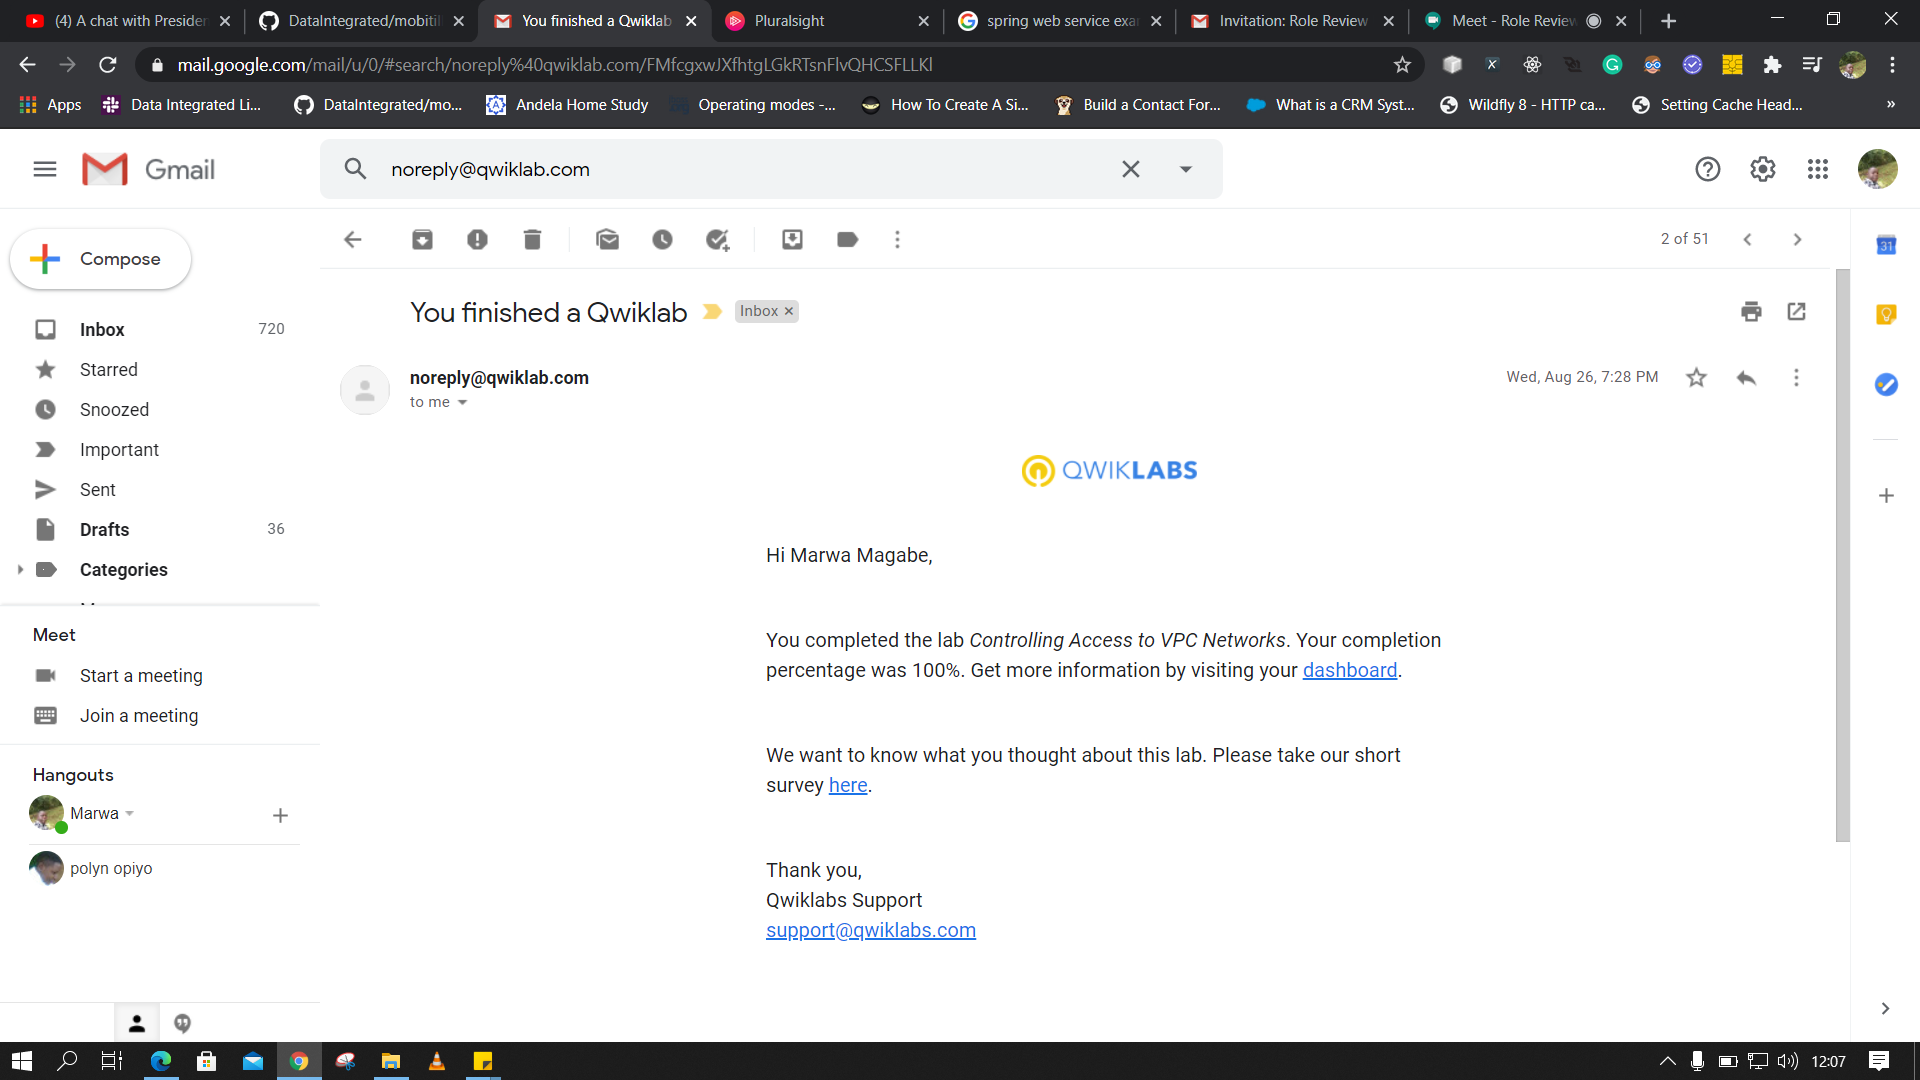 (4) A chat with Presiden
DataIntegrated/mobitil
You finished a Qwiklab
Pluralsight
spring web service exa
Invitation: Role Review
Meet - Role Review
mail.google.com/mail/u/0/#search/noreply%40qwiklab.com/FMfcgxwJXfhtgLGkRTsnFlvQHCSFLLKl
Apps
Data Integrated Li...
DataIntegrated/mo...
Andela Home Study
Operating modes -...
How To Create A Si...
Build a Contact For...
What is a CRM Syst...
Wildfly 8 - HTTP ca...
Setting Cache Head...
»
Gmail
noreply@qwiklab.com
2 of 51
Compose
Inbox 720
Starred
Snoozed
Important
Sent
Drafts 36
Categories
Meet
Start a meeting
Join a meeting
Hangouts
Marwa
polyn opiyo
You finished a Qwiklab
Inbox
noreply@qwiklab.com
Wed, Aug 26, 7:28 PM
to me
QWIKLABS
Hi Marwa Magabe,
You completed the lab Controlling Access to VPC Networks. Your completion
percentage was 100%. Get more information by visiting your dashboard.
We want to know what you thought about this lab. Please take our short
survey here.
Thank you,
Qwiklabs Support
support@qwiklabs.com
31
12:07